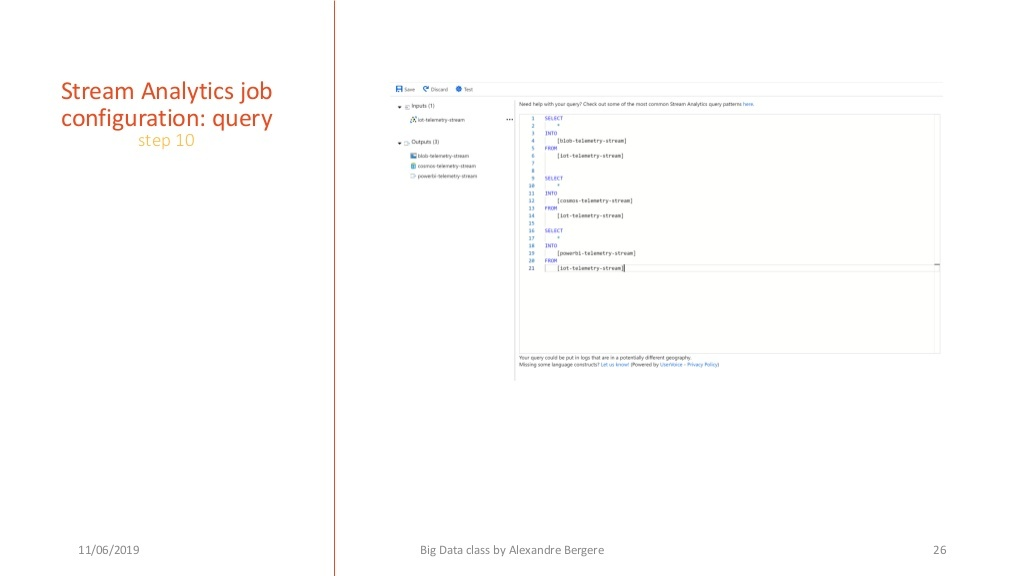 Stream Analytics job
configuration: query
step 10
Save Discard Test
Inputs (1)
iot-telemetry-stream
Outputs (3)
blob-telemetry-stream
cosmos-telemetry-stream
powerbi-telemetry-stream
Need help with your query? Check out some of the most common Stream Analytics query patterns here.
1 SELECT
2 *
3 INTO
4 [blob-telemetry-stream]
5 FROM
6 [iot-telemetry-stream]
7
8
9 SELECT
10 *
11 INTO
12 [cosmos-telemetry-stream]
13 FROM
14 [iot-telemetry-stream]
15
16 SELECT
17 *
18 INTO
19 [powerbi-telemetry-stream]
20 FROM
21 [iot-telemetry-stream]
Your query could be put in logs that are in a potentially different geography.
Missing some language constructs? Let us know! (Powered by UserVoice - Privacy Policy)
11/06/2019
Big Data class by Alexandre Bergere
26